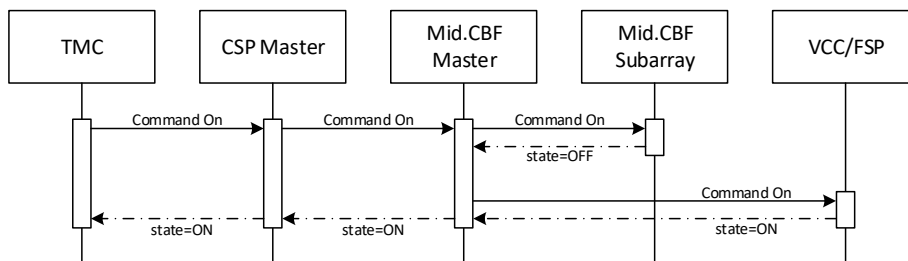 TMC
CSP Master
Mid.CBF
Master
Mid.CBF
Subarray
VCC/FSP
Command On
Command On
Command On
state=OFF
Command On
state=ON
state=ON
state=ON